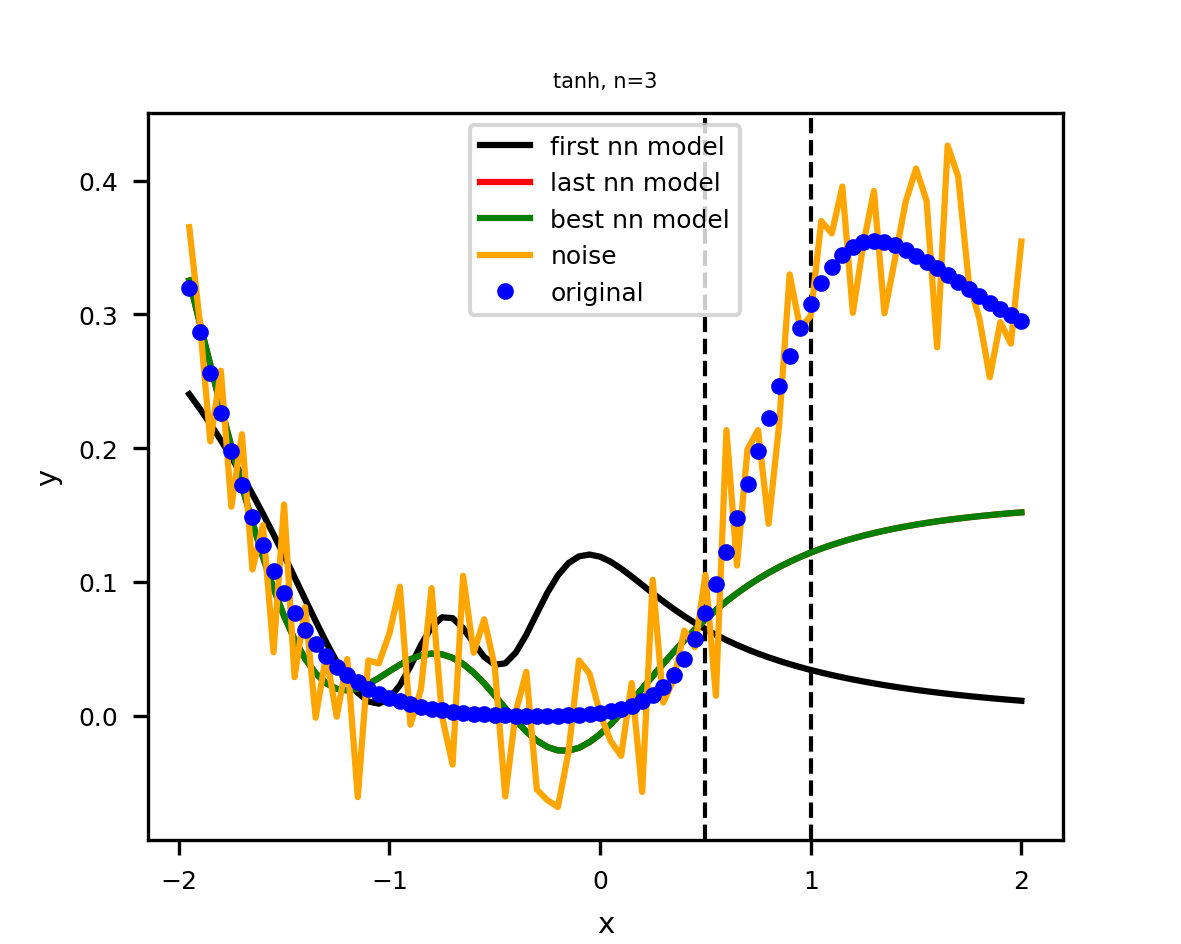 tanh, n=3
first nn model
last nn model
best nn model
noise
original
y
0.4
0.3
0.2
0.1
0.0
−2
−1
0
1
2
x